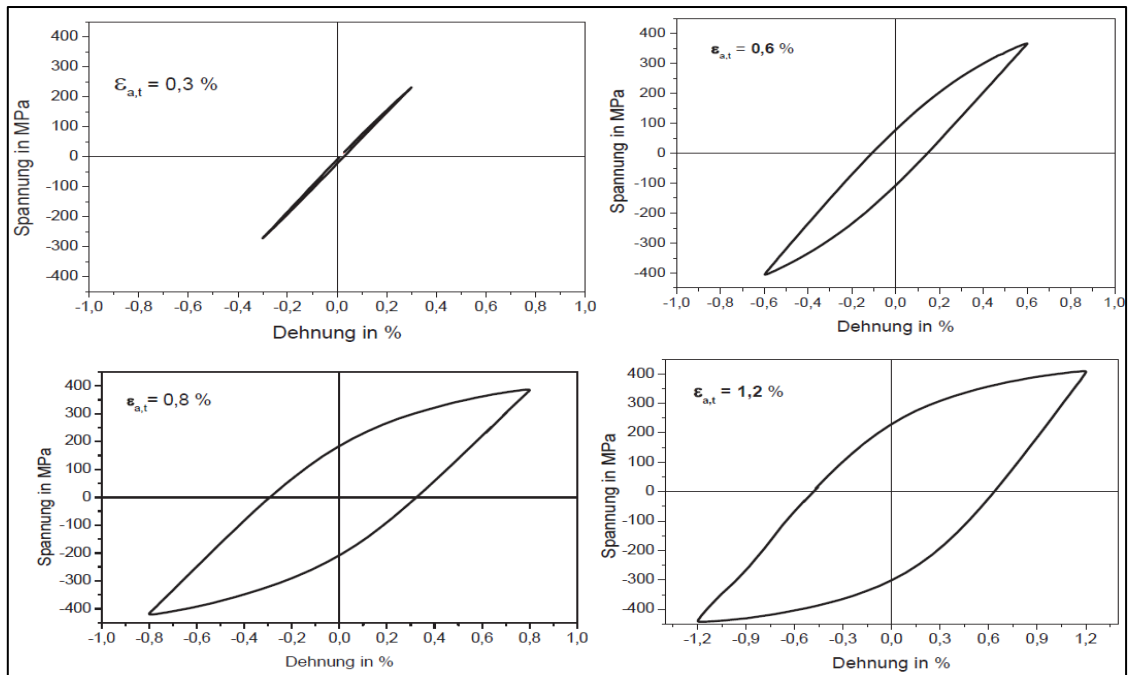 εa,t = 0,3 %
Spannung in MPa
400
300
200
100
0
-100
-200
-300
-400
-1,0 -0,8 -0,6 -0,4 -0,2 0,0 0,2 0,4 0,6 0,8 1,0
Dehnung in %
εa,t = 0,6 %
Spannung in MPa
400
300
200
100
0
-100
-200
-300
-400
-1,0 -0,8 -0,6 -0,4 -0,2 0,0 0,2 0,4 0,6 0,8 1,0
Dehnung in %
εa,t = 0,8 %
Spannung in MPa
400
300
200
100
0
-100
-200
-300
-400
-1,0 -0,8 -0,6 -0,4 -0,2 0,0 0,2 0,4 0,6 0,8 1,0
Dehnung in %
εa,t = 1,2 %
Spannung in MPa
400
300
200
100
0
-100
-200
-300
-400
-1,2 -0,9 -0,6 -0,3 0,0 0,3 0,6 0,9 1,2
Dehnung in %